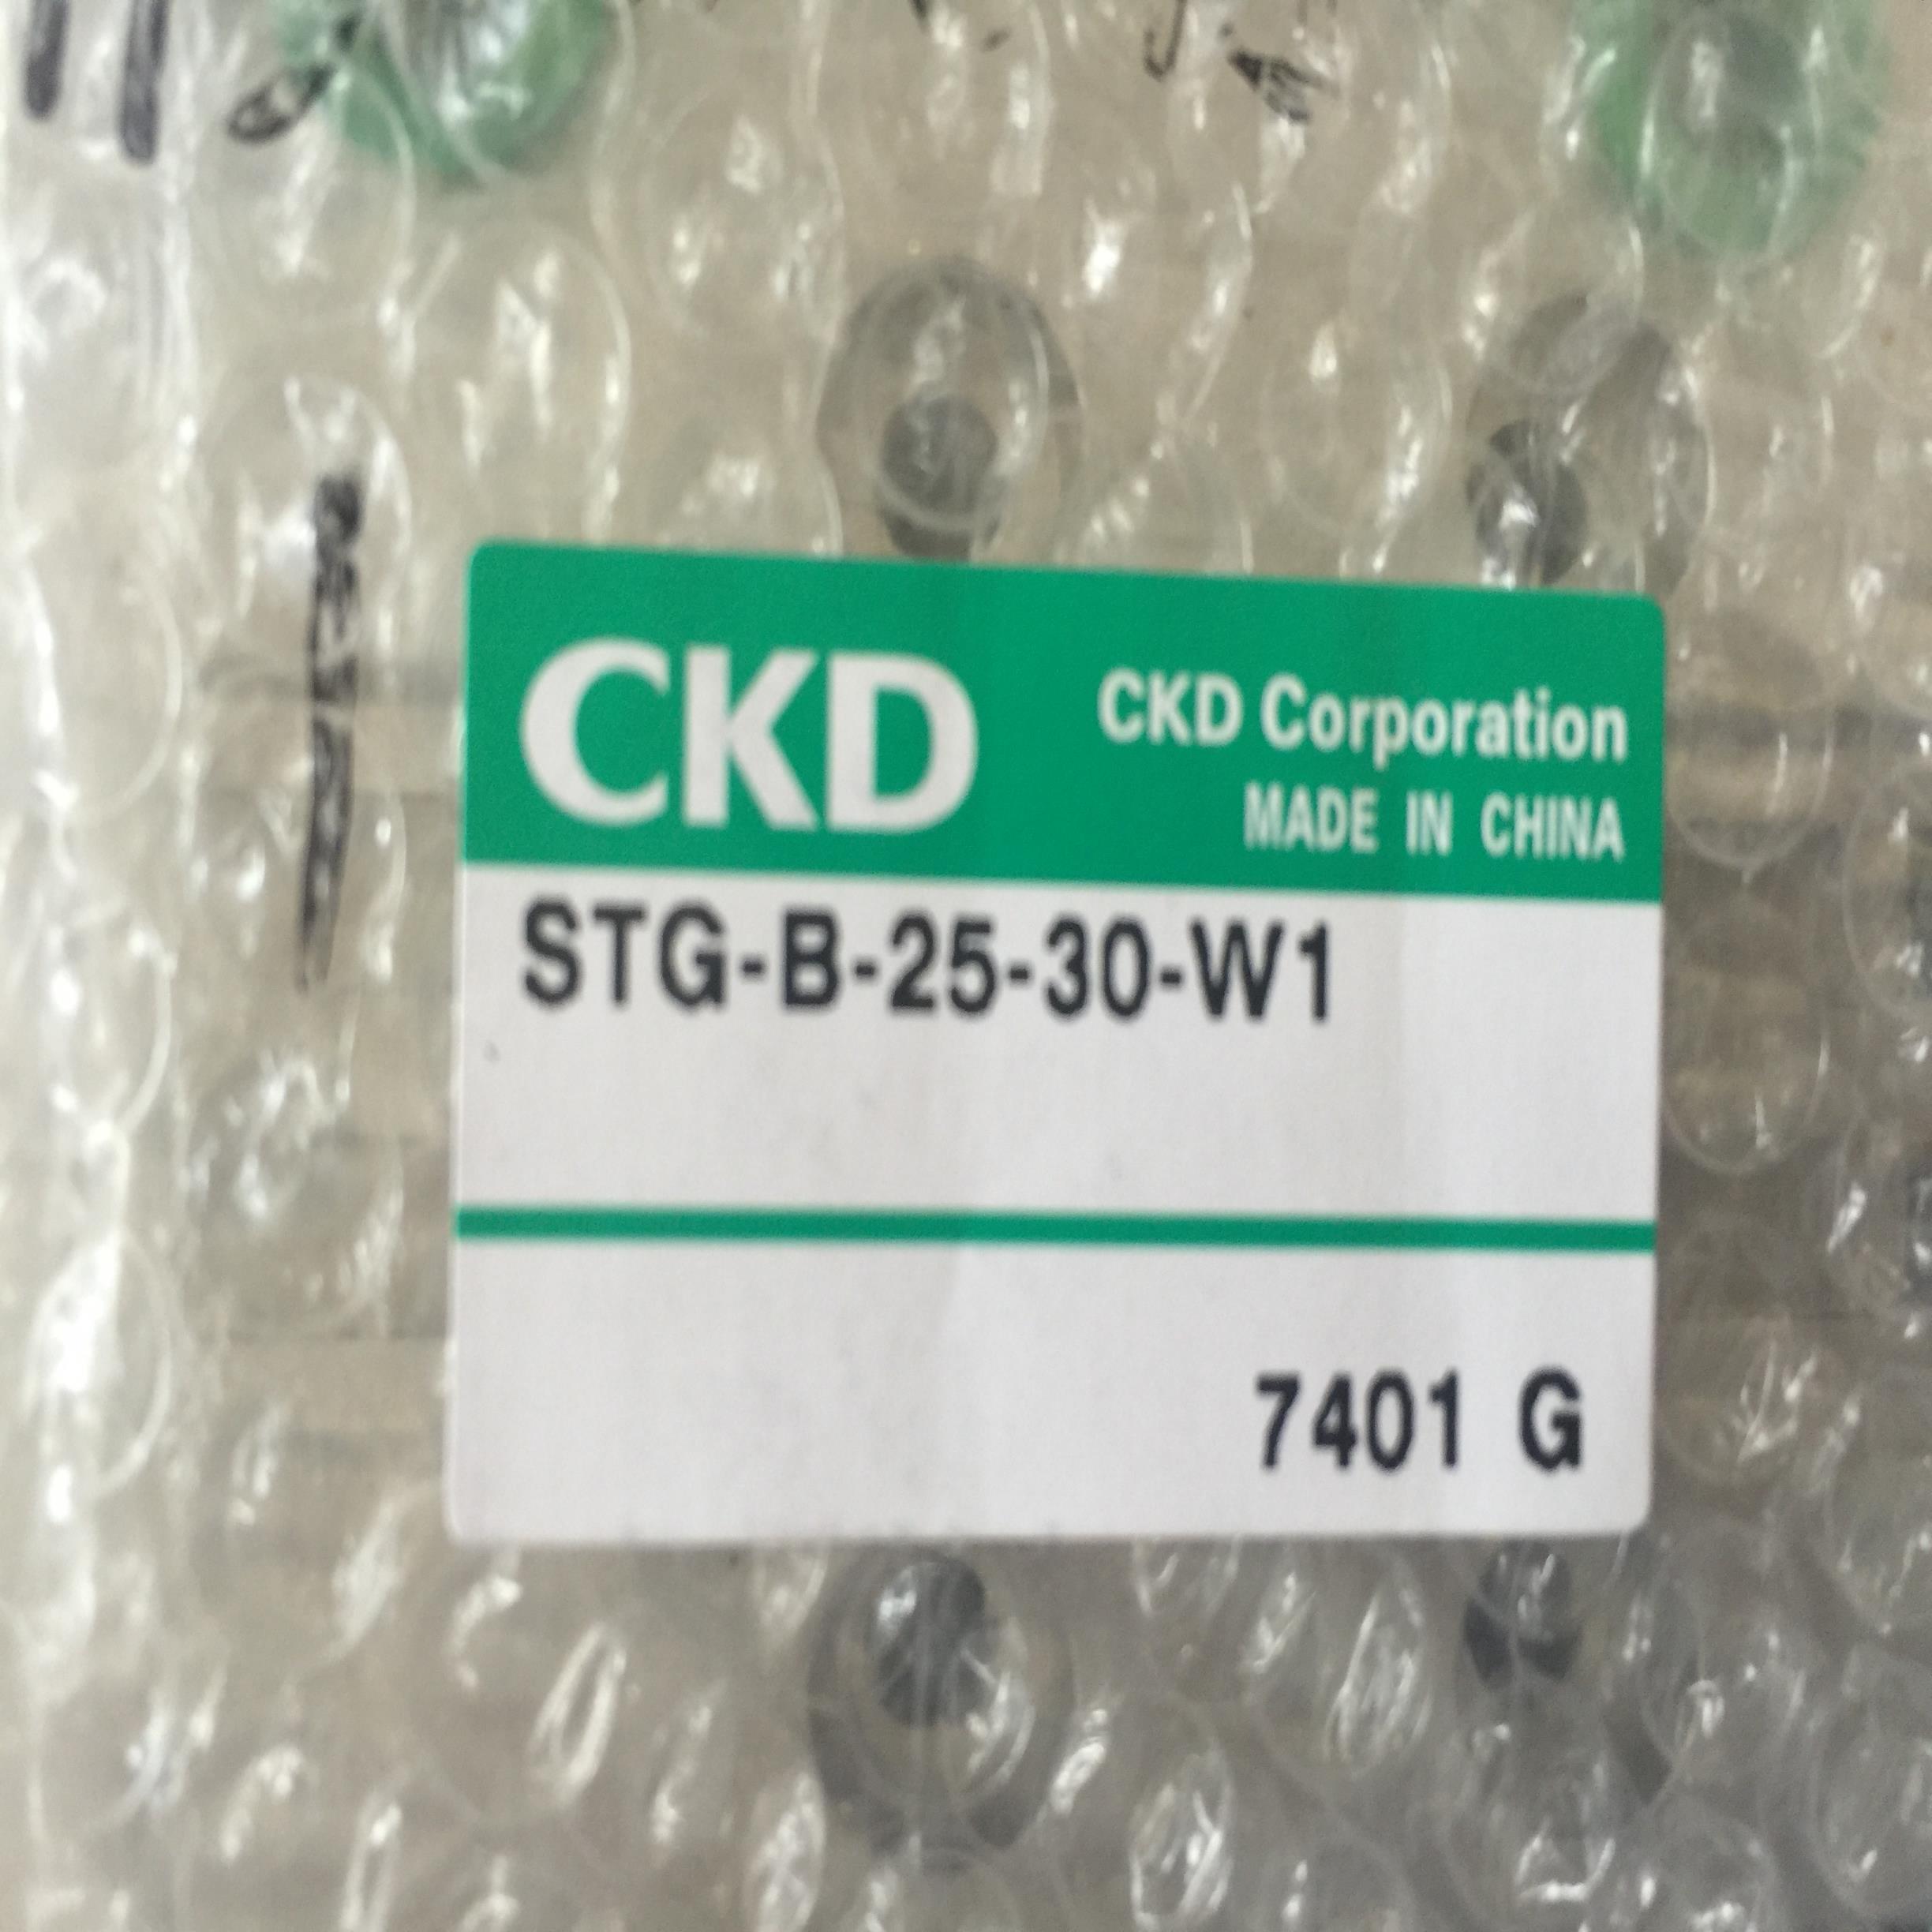 CKD
CKD Corporation
MADE IN CHINA
STG-B-25-30-W1
7401 G